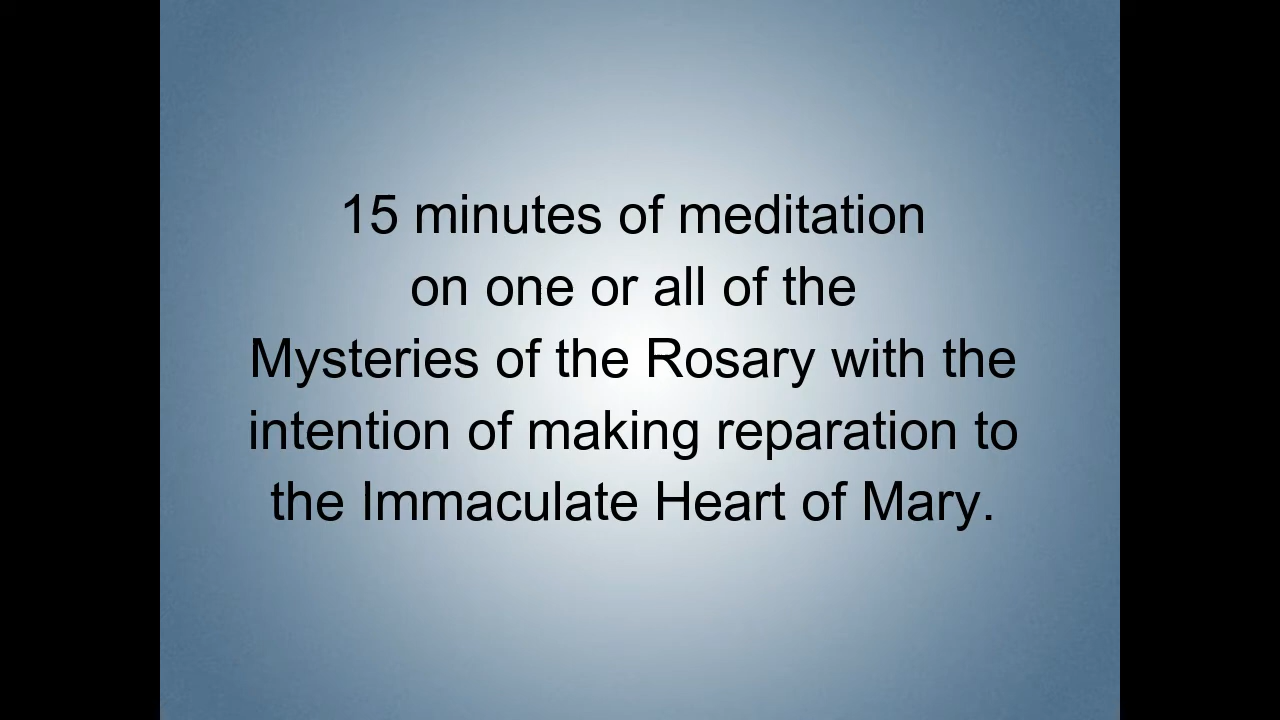 15 minutes of meditation
on one or all of the
Mysteries of the Rosary with the
intention of making reparation to
the Immaculate Heart of Mary.